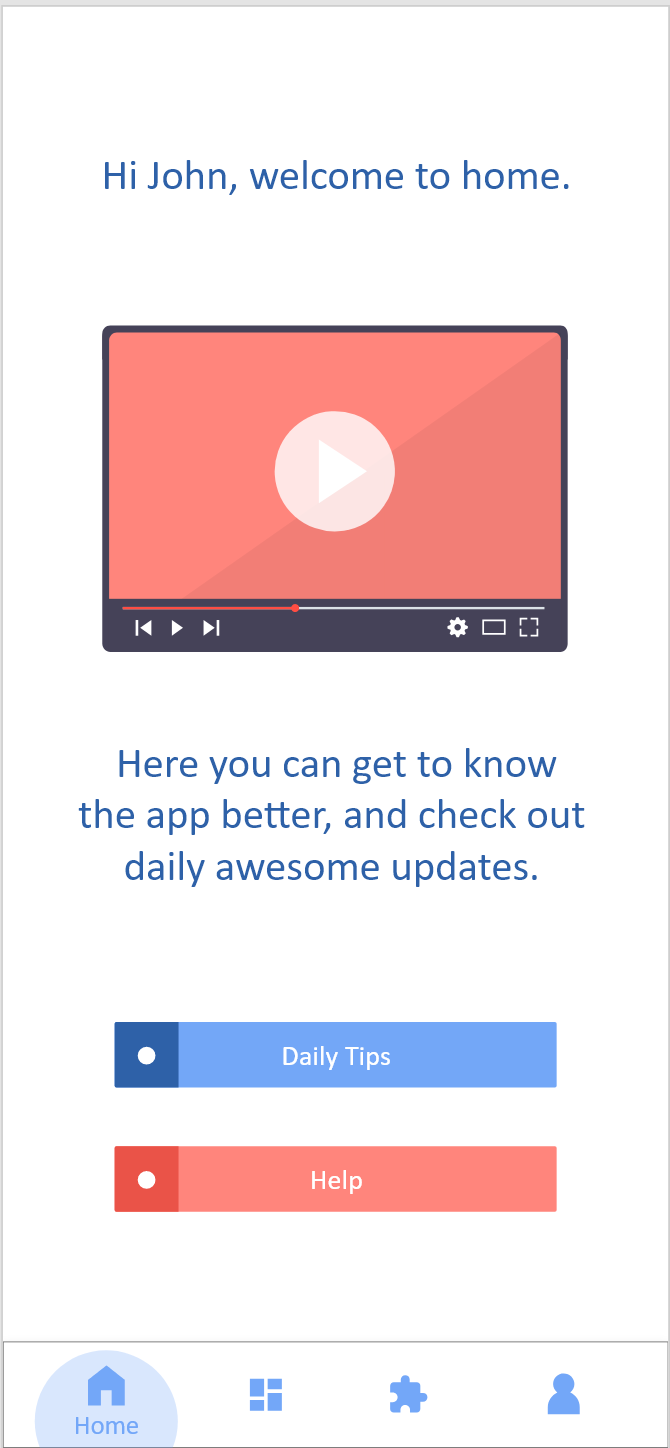 Hi John, welcome to home.
Here you can get to know
the app better, and check out
daily awesome updates.
Daily Tips
Help
Home